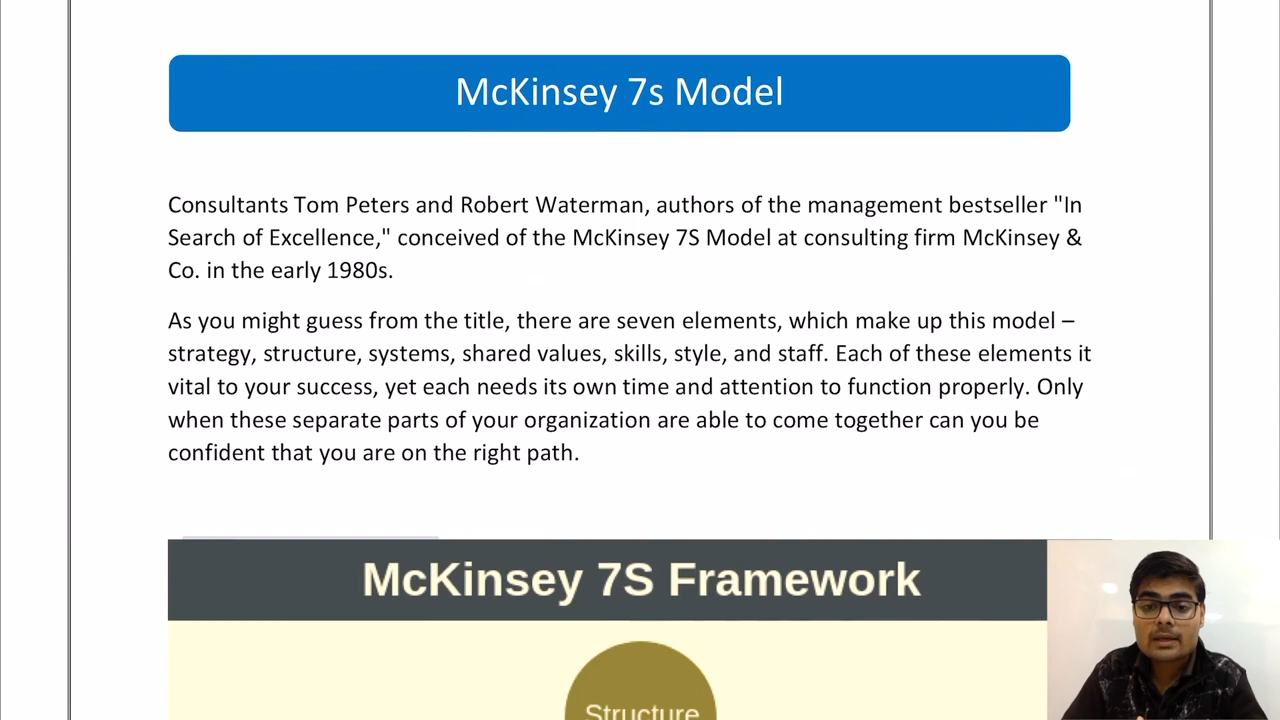 McKinsey 7s Model
Consultants Tom Peters and Robert Waterman, authors of the management bestseller "In
Search of Excellence," conceived of the McKinsey 7S Model at consulting firm McKinsey &
Co. in the early 1980s.
As you might guess from the title, there are seven elements, which make up this model –
strategy, structure, systems, shared values, skills, style, and staff. Each of these elements it
vital to your success, yet each needs its own time and attention to function properly. Only
when these separate parts of your organization are able to come together can you be
confident that you are on the right path.
McKinsey 7S Framework
Structure